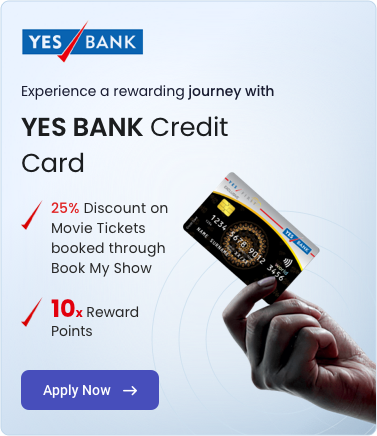 YES BANK
Experience a rewarding journey with
YES BANK Credit
Card
25% Discount on
Movie Tickets
booked through
Book My Show
10x Reward
Points
Apply Now →
YES BANK
1234 5678 9012 3456
NAME SURNAME